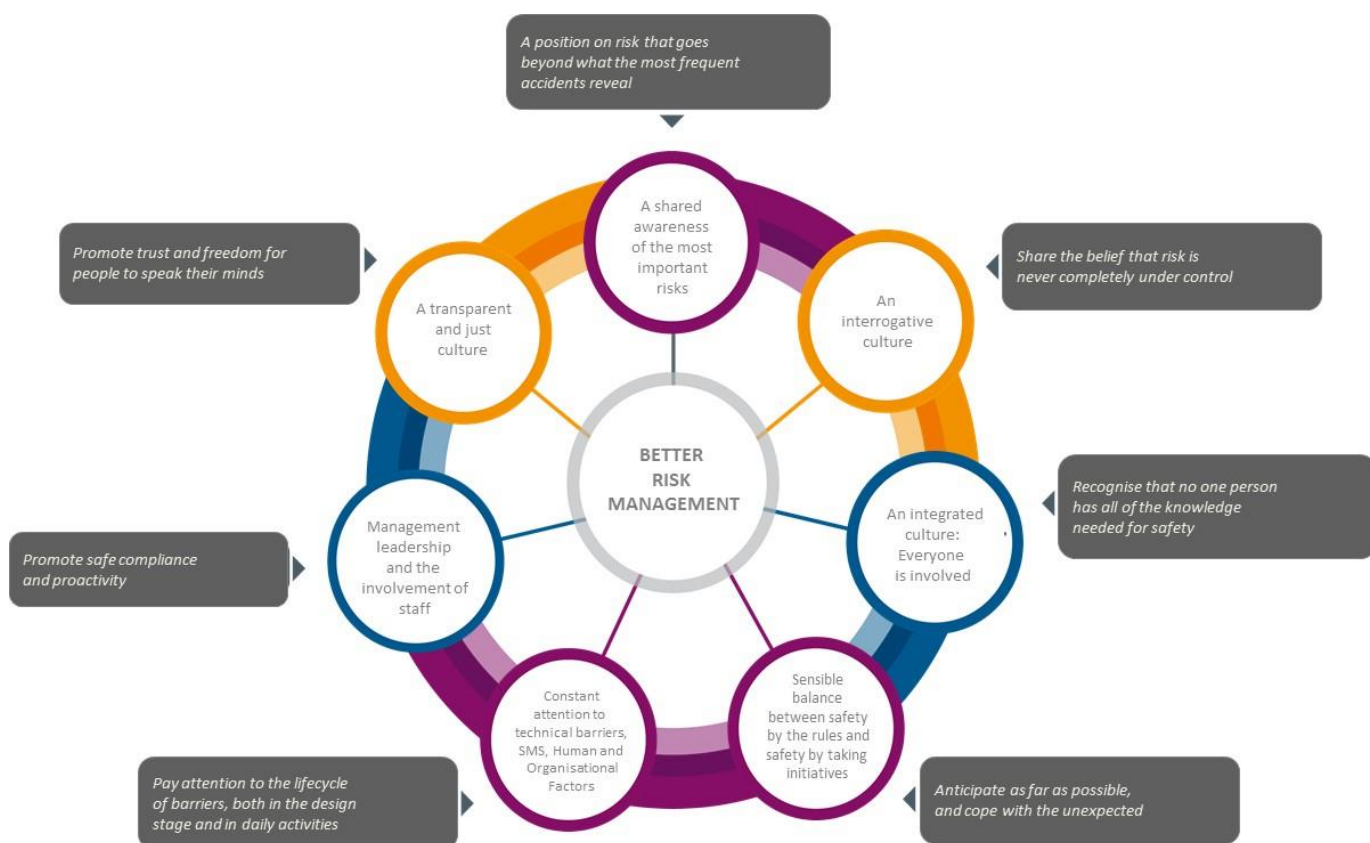 A position on risk that goes
beyond what the most frequent
accidents reveal
A shared
awareness
of the most
important
risks
Promote trust and freedom for
people to speak their minds
A transparent
and just
culture
An
interrogative
culture
Share the belief that risk is
never completely under control
BETTER
RISK
MANAGEMENT
An integrated
culture:
Everyone
is involved
Recognise that no one person
has all of the knowledge
needed for safety
Promote safe compliance
and proactivity
Management
leadership
and the
involvement of
staff
Constant
attention to
technical barriers,
SMS, Human and
Organisational
Factors
Sensible
balance
between safety
by the rules and
safety by taking
initiatives
Pay attention to the lifecycle
of barriers, both in the design
stage and in daily activities
Anticipate as far as possible,
and cope with the unexpected